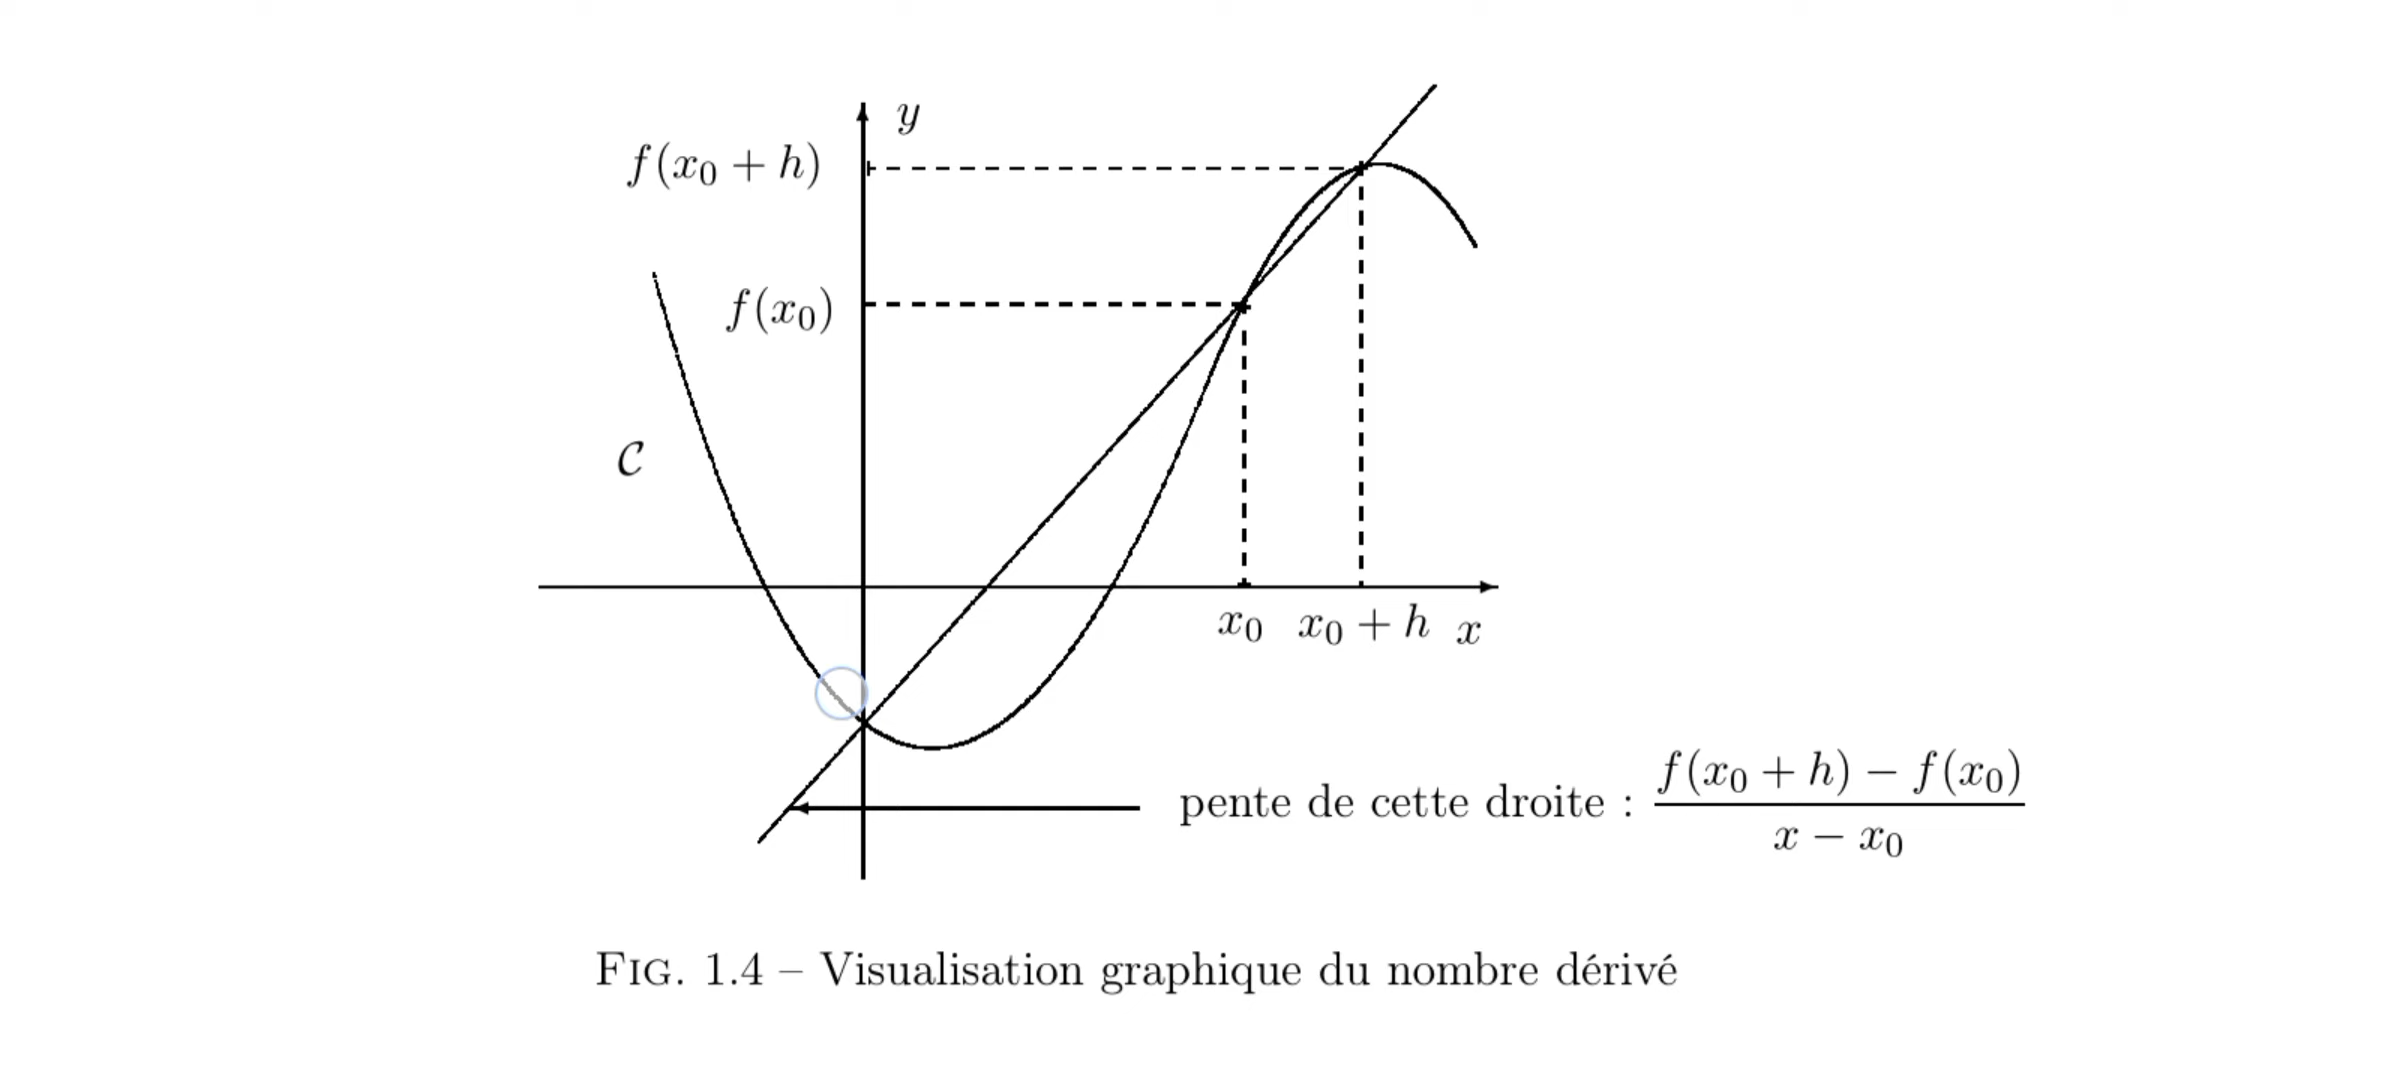 y
f(x₀ + h)
f(x₀)
𝒞
x₀ x₀ + h x
pente de cette droite : f(x₀ + h) − f(x₀) / x − x₀
FIG. 1.4 – Visualisation graphique du nombre dérivé